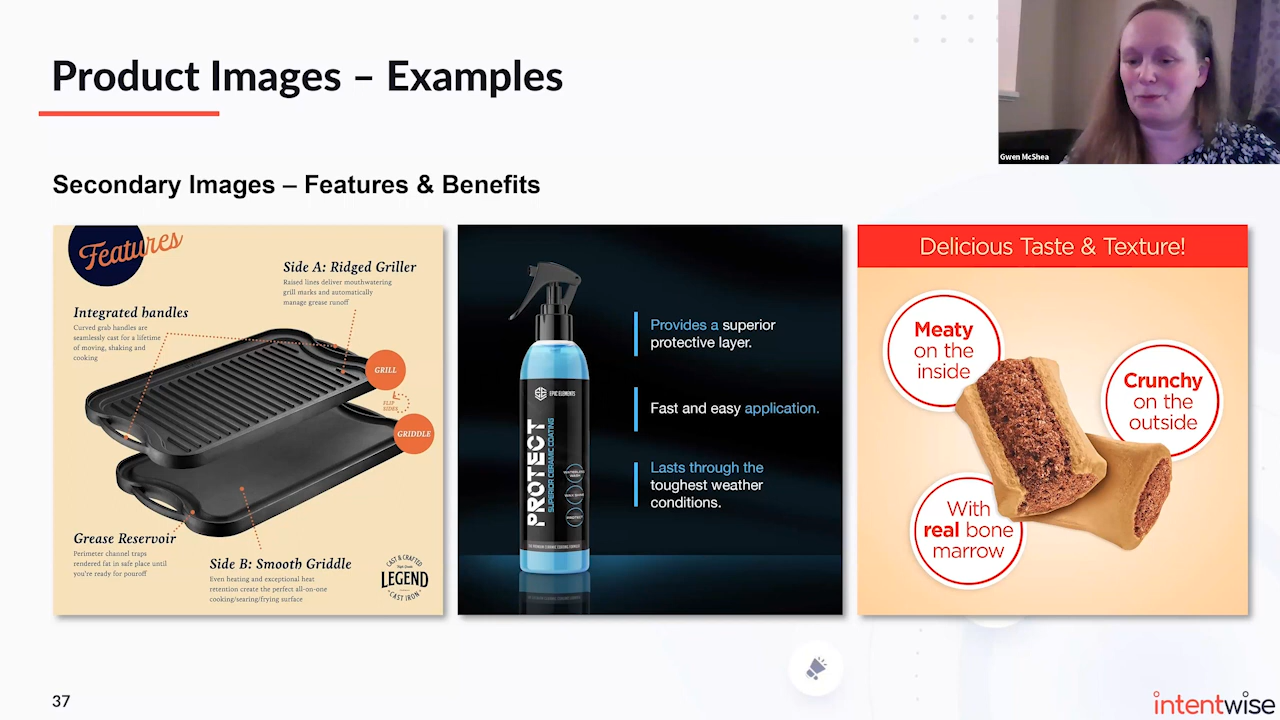 Product Images – Examples
Gwen McShea
Secondary Images – Features & Benefits
Features
Side A: Ridged Griller
Raised lines deliver mouthwatering
grill marks and automatically
manage grease runoff
Integrated handles
Curved grab handles are
seamlessly cast for a lifetime
of moving, shaking and
cooking
GRILL
FLIP
SIDES
GRIDDLE
Grease Reservoir
Perimeter channel traps
rendered fat in safe place until
you're ready for pouroff
Side B: Smooth Griddle
Even heating and exceptional heat
retention create the perfect all-on-one
cooking/searing/frying surface
CAST & CRAFTED
LEGEND
CAST IRON
EPIC ELEMENTS
PROTECT
SUPERIOR CERAMIC COATING
Provides a superior
protective layer.
Fast and easy application.
Lasts through the
toughest weather
conditions.
Delicious Taste & Texture!
Meaty
on the
inside
Crunchy
on the
outside
With
real bone
marrow
37
intentwise